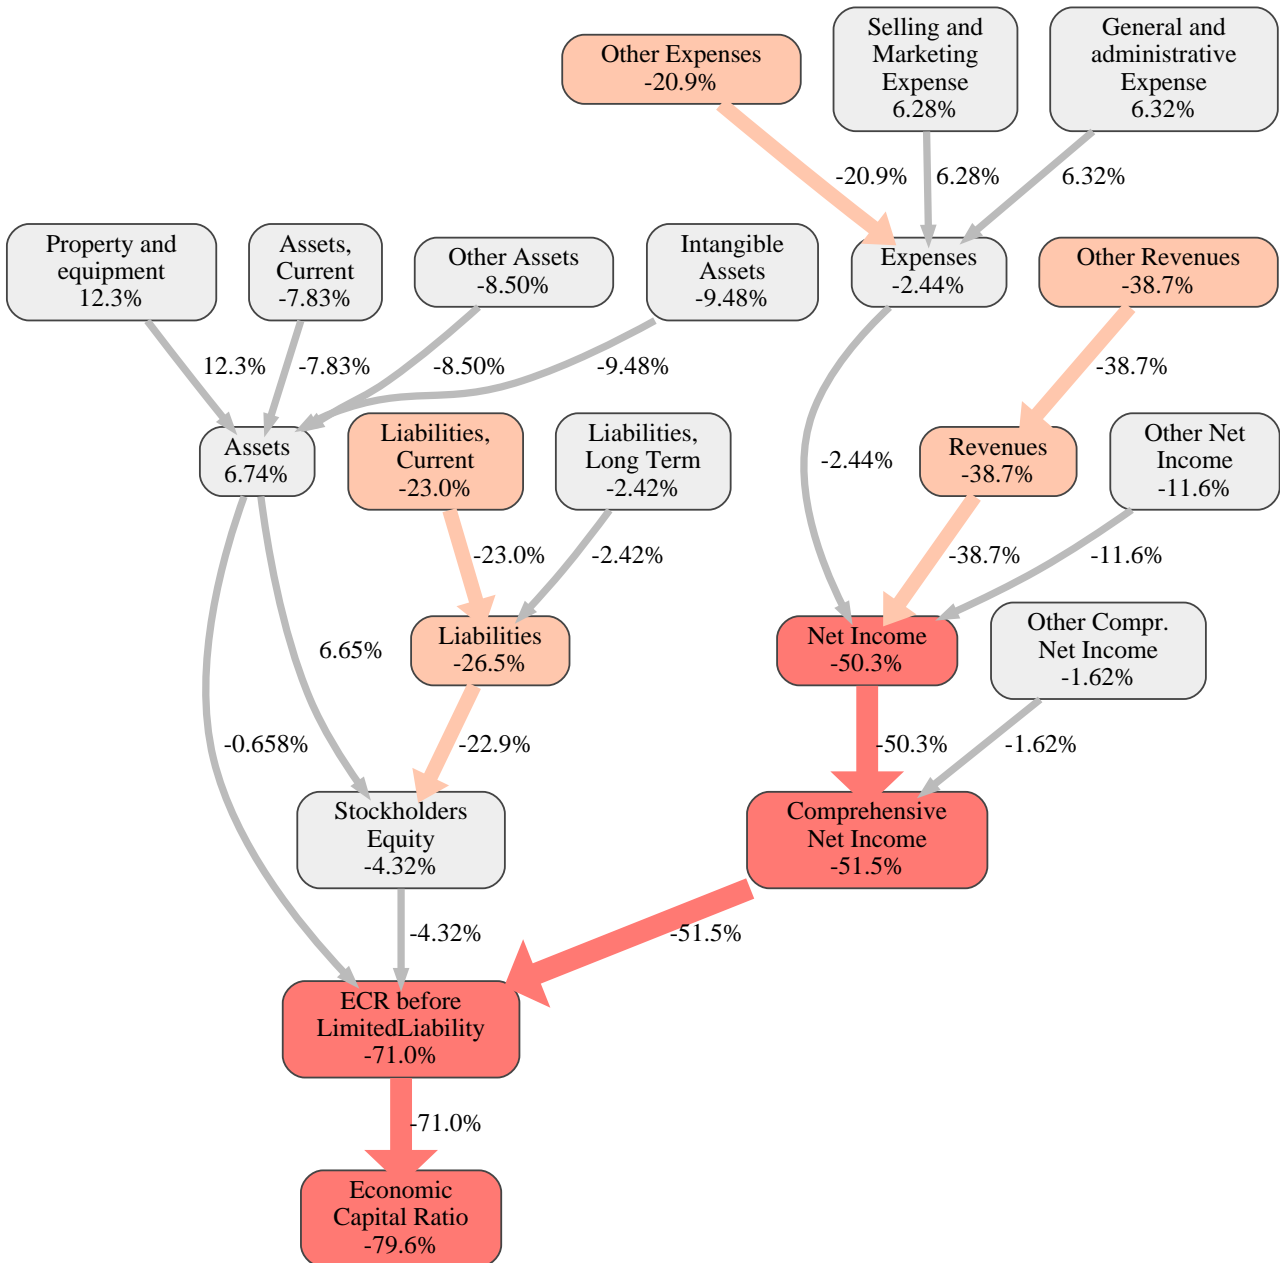 Other Expenses
-20.9%
Selling and
Marketing
Expense
6.28%
General and
administrative
Expense
6.32%
-20.9%
6.28%
6.32%
Property and
equipment
12.3%
Assets,
Current
-7.83%
Other Assets
-8.50%
Intangible
Assets
-9.48%
Expenses
-2.44%
Other Revenues
-38.7%
12.3%
-7.83%
-8.50%
-9.48%
-38.7%
Assets
6.74%
Liabilities,
Current
-23.0%
Liabilities,
Long Term
-2.42%
-2.44%
Revenues
-38.7%
Other Net
Income
-11.6%
-23.0%
-2.42%
-38.7%
-11.6%
6.65%
Liabilities
-26.5%
Net Income
-50.3%
Other Compr.
Net Income
-1.62%
-0.658%
-22.9%
-50.3%
-1.62%
Stockholders
Equity
-4.32%
Comprehensive
Net Income
-51.5%
-4.32%
-51.5%
ECR before
LimitedLiability
-71.0%
-71.0%
Economic
Capital Ratio
-79.6%